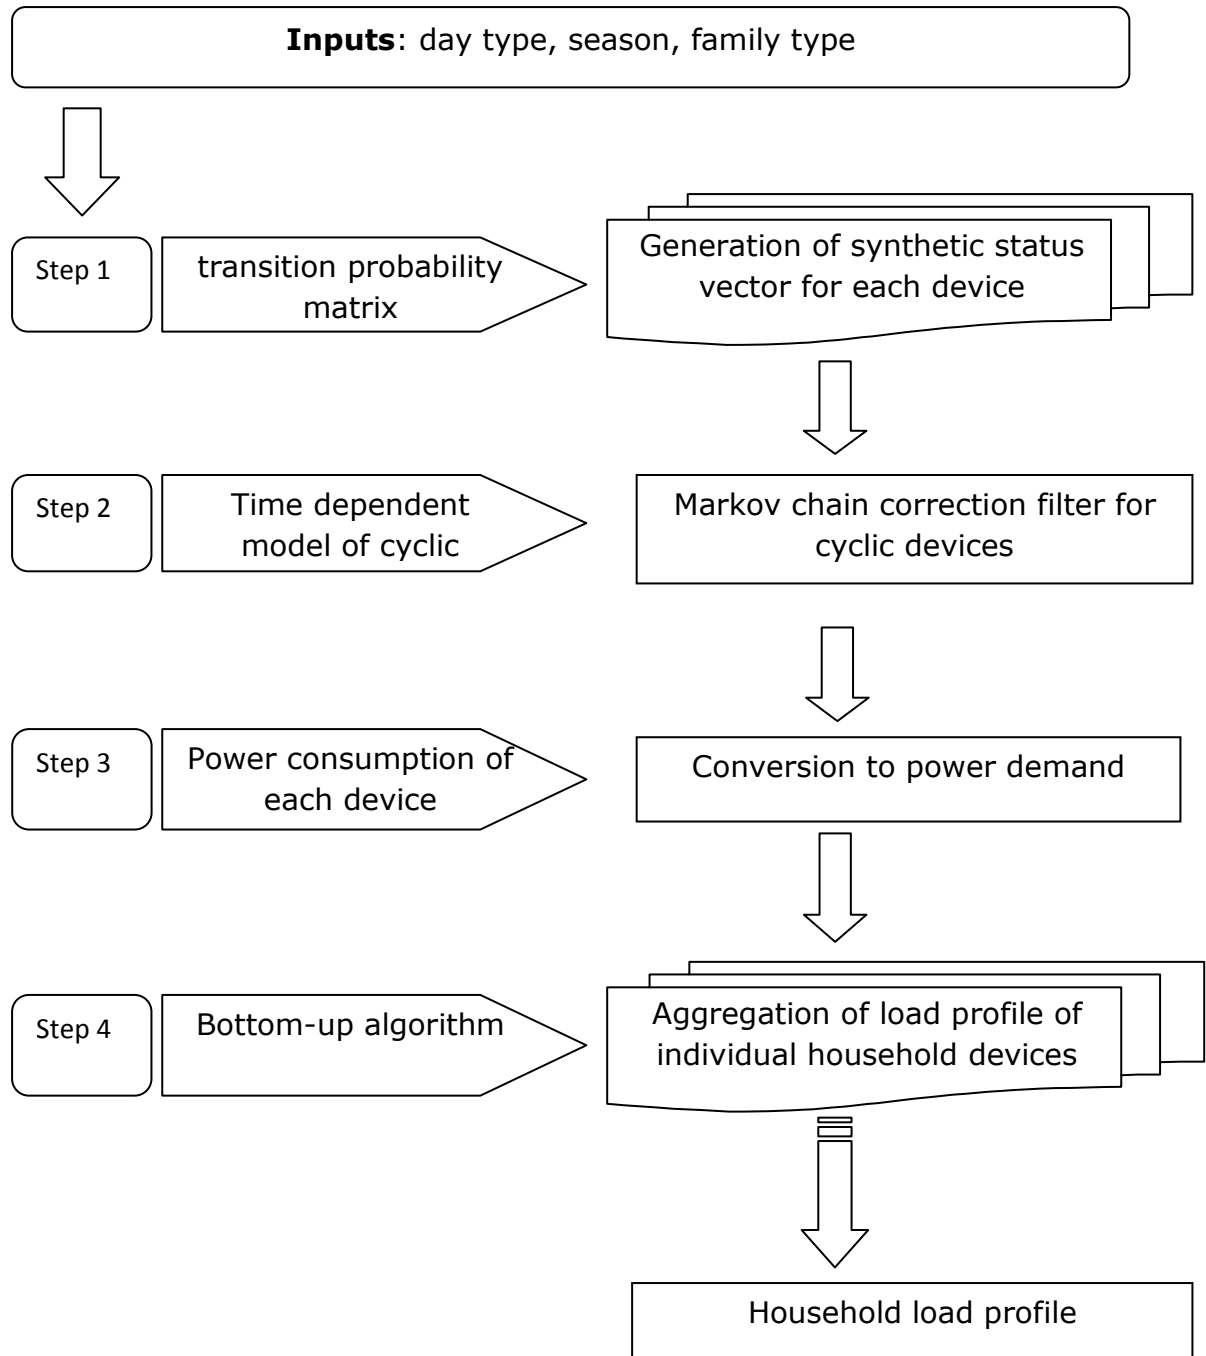 Inputs: day type, season, family type
Step 1
transition probability
matrix
Generation of synthetic status
vector for each device
Step 2
Time dependent
model of cyclic
Markov chain correction filter for
cyclic devices
Step 3
Power consumption of
each device
Conversion to power demand
Step 4
Bottom-up algorithm
Aggregation of load profile of
individual household devices
Household load profile